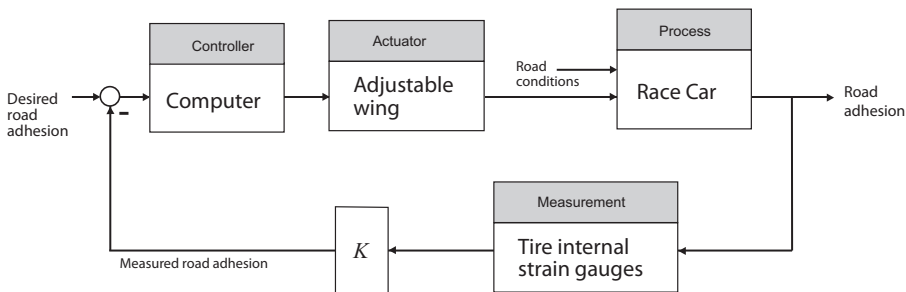 Controller
Computer
Actuator
Adjustable
wing
Process
Race Car
Road
conditions
Desired
road
adhesion
-
Road
adhesion
Measurement
Tire internal
strain gauges
K
Measured road adhesion